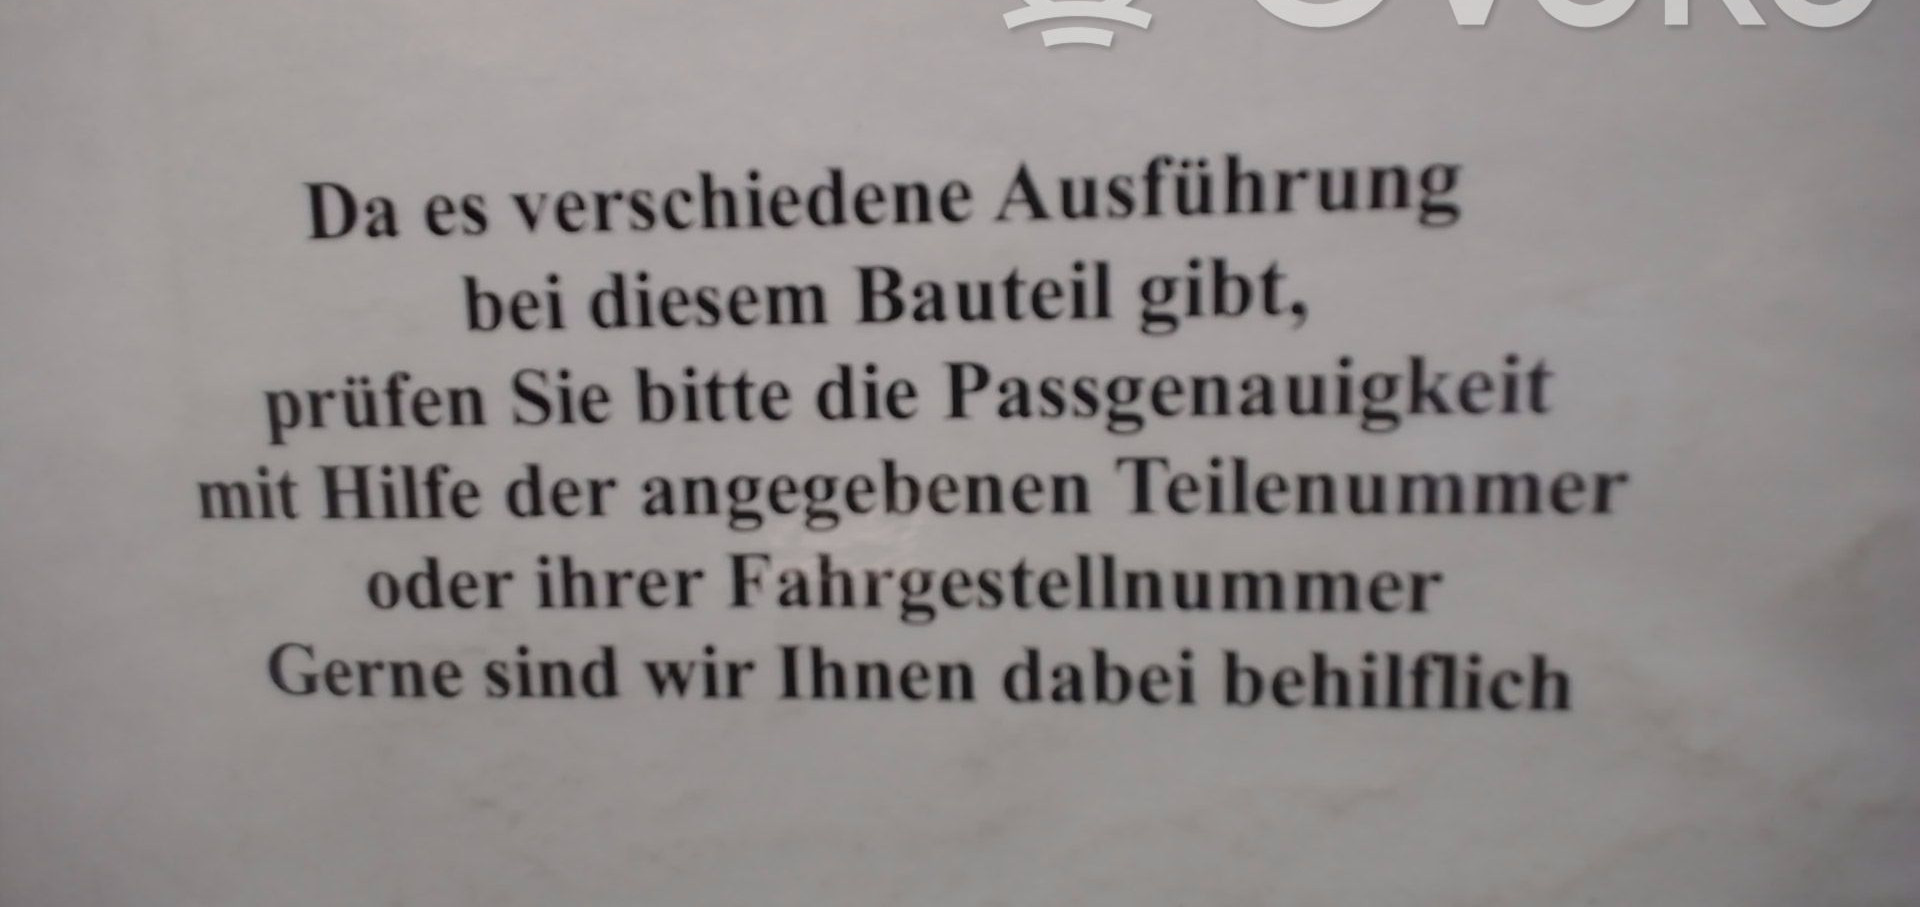 Da es verschiedene Ausführung
bei diesem Bauteil gibt,
prüfen Sie bitte die Passgenauigkeit
mit Hilfe der angegebenen Teilenummer
oder ihrer Fahrgestellnummer
Gerne sind wir Ihnen dabei behilflich